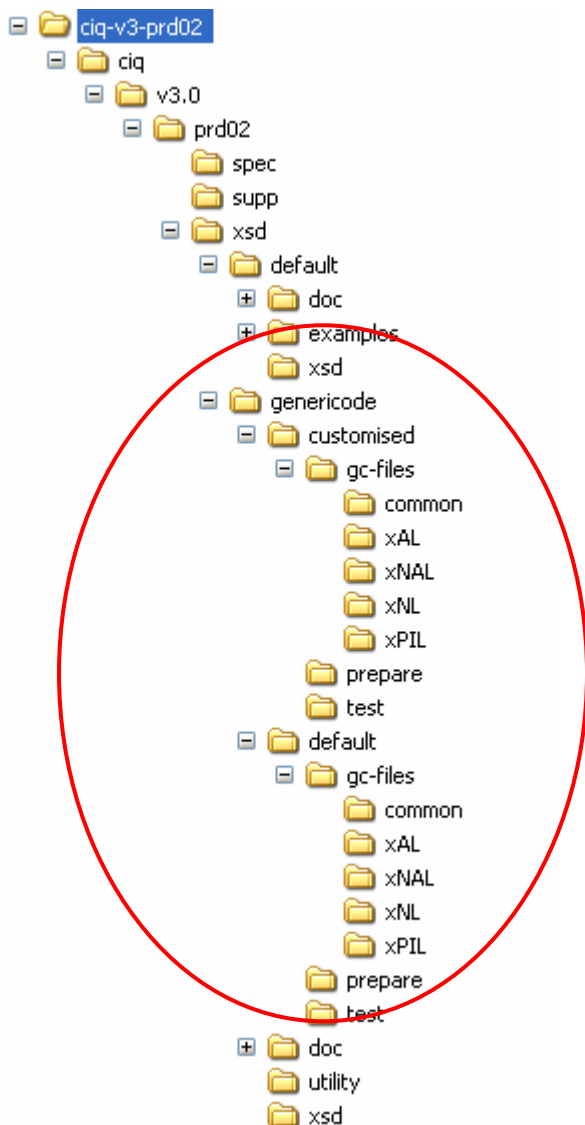 ciq-v3-prd02
ciq
v3.0
prd02
spec
supp
xsd
default
doc
examples
xsd
genericode
customised
gc-files
common
xAL
xNAL
xNL
xPIL
prepare
test
default
gc-files
common
xAL
xNAL
xNL
xPIL
prepare
test
doc
utility
xsd